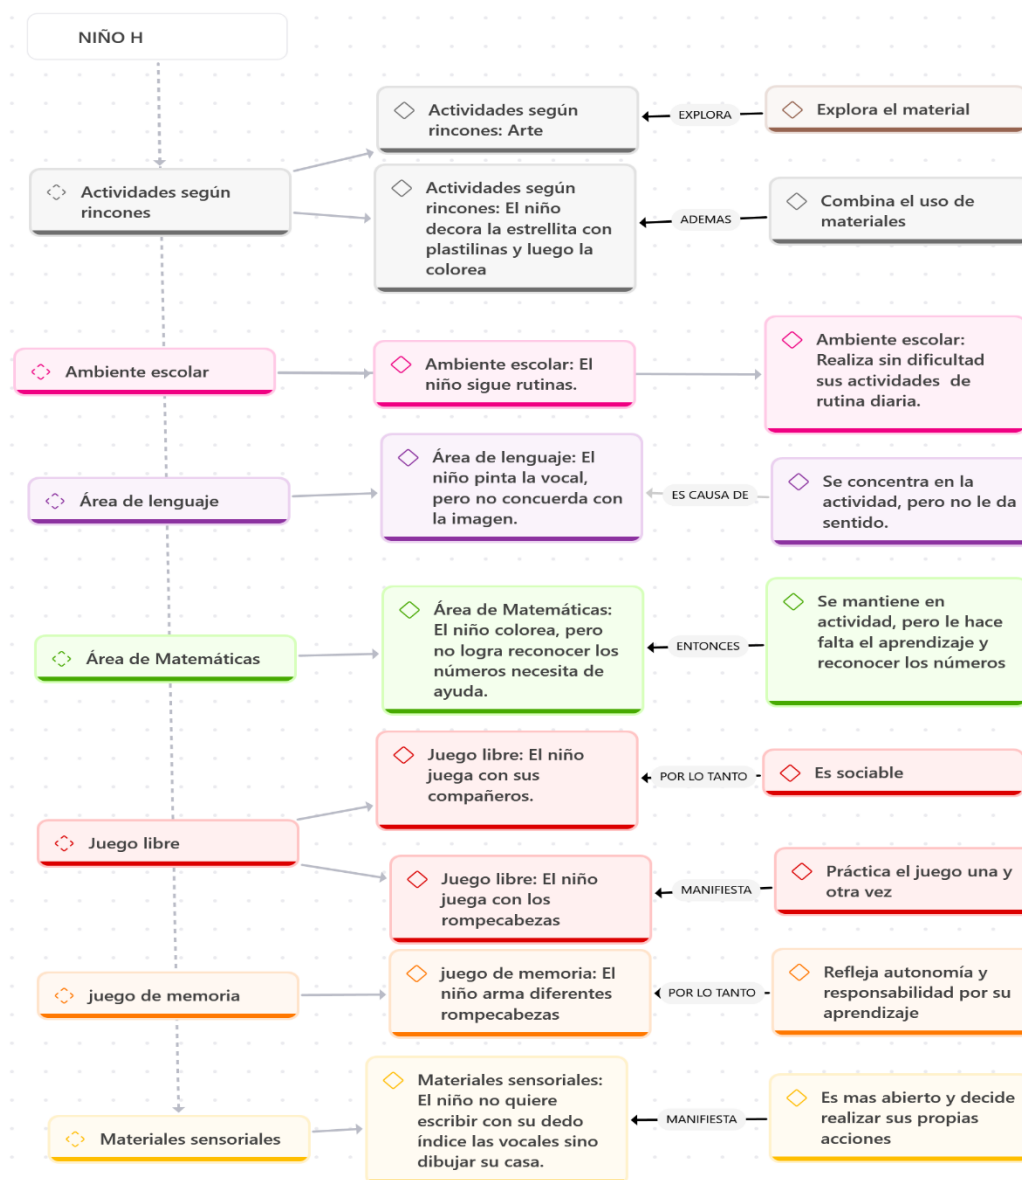 NIÑO H
Actividades según
rincones
Actividades según
rincones: Arte
EXPLORA
Explora el material
Actividades según
rincones: El niño
decora la estrellita con
plastilinas y luego la
colorea
ADEMAS
Combina el uso de
materiales
Ambiente escolar
Ambiente escolar: El
niño sigue rutinas.
Ambiente escolar:
Realiza sin dificultad
sus actividades de
rutina diaria.
Área de lenguaje
Área de lenguaje: El
niño pinta la vocal,
pero no concuerda con
la imagen.
ES CAUSA DE
Se concentra en la
actividad, pero no le da
sentido.
Área de Matemáticas
Área de Matemáticas:
El niño colorea, pero
no logra reconocer los
números necesita de
ayuda.
ENTONCES
Se mantiene en
actividad, pero le hace
falta el aprendizaje y
reconocer los números
Juego libre
Juego libre: El niño
juega con sus
compañeros.
POR LO TANTO
Es sociable
Juego libre: El niño
juega con los
rompecabezas
MANIFIESTA
Práctica el juego una y
otra vez
juego de memoria
juego de memoria: El
niño arma diferentes
rompecabezas
POR LO TANTO
Refleja autonomía y
responsabilidad por su
aprendizaje
Materiales sensoriales
Materiales sensoriales:
El niño no quiere
escribir con su dedo
índice las vocales sino
dibujar su casa.
MANIFIESTA
Es mas abierto y decide
realizar sus propias
acciones